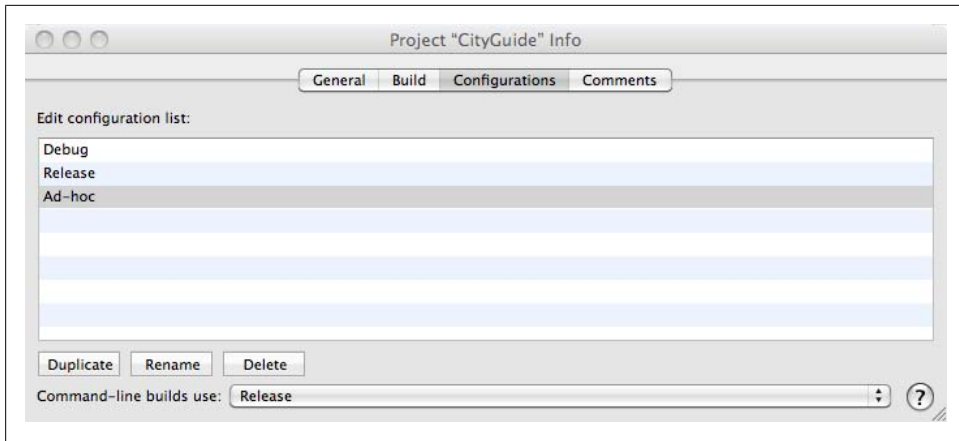 Project “CityGuide” Info
General Build Configurations Comments
Edit configuration list:
Debug
Release
Ad-hoc
Duplicate Rename Delete
Command-line builds use: Release ?